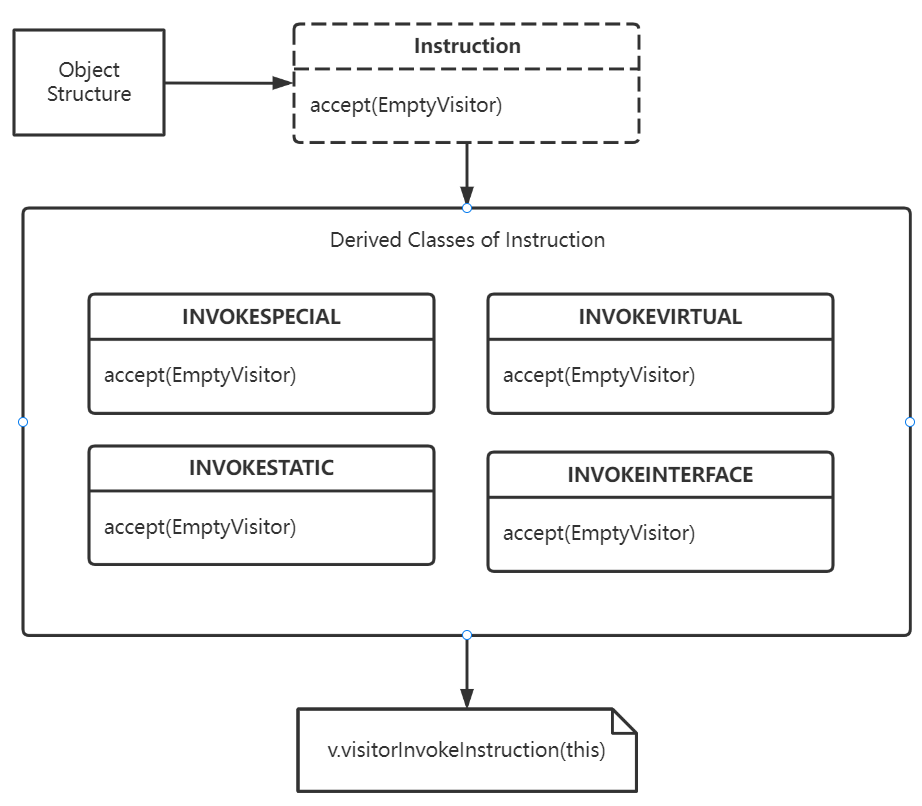 Object
Structure
Instruction
accept(EmptyVisitor)
Derived Classes of Instruction
INVOKESPECIAL
accept(EmptyVisitor)
INVOKEVIRTUAL
accept(EmptyVisitor)
INVOKESTATIC
accept(EmptyVisitor)
INVOKEINTERFACE
accept(EmptyVisitor)
v.visitorInvokeInstruction(this)